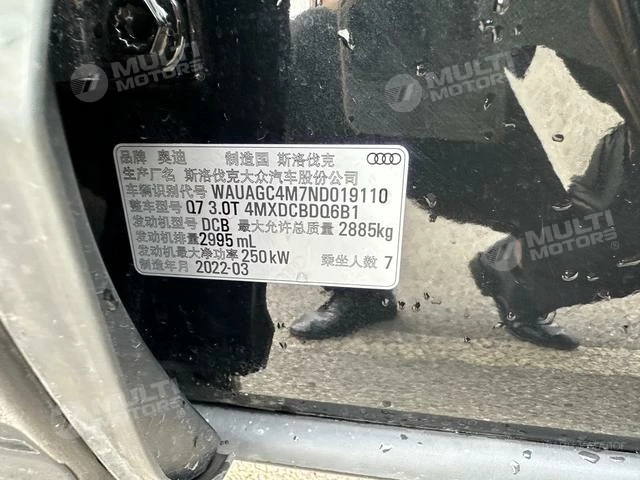 MULTI MOTORS
MULTI MOTORS
品牌 奥迪 制造国 斯洛伐克
生产厂名 斯洛伐克大众汽车股份公司
车辆识别代号 WAUAGC4M7ND019110
整车型号 Q7 3.0T 4MXDCBDQ6B1
发动机型号 DCB 最大允许总质量 2885kg
发动机排量 2995 mL
发动机最大净功率 250 kW 乘坐人数 7
制造年月 2022-03
MULTI MOTORS
MULTI MOTORS
MULTI MOTORS